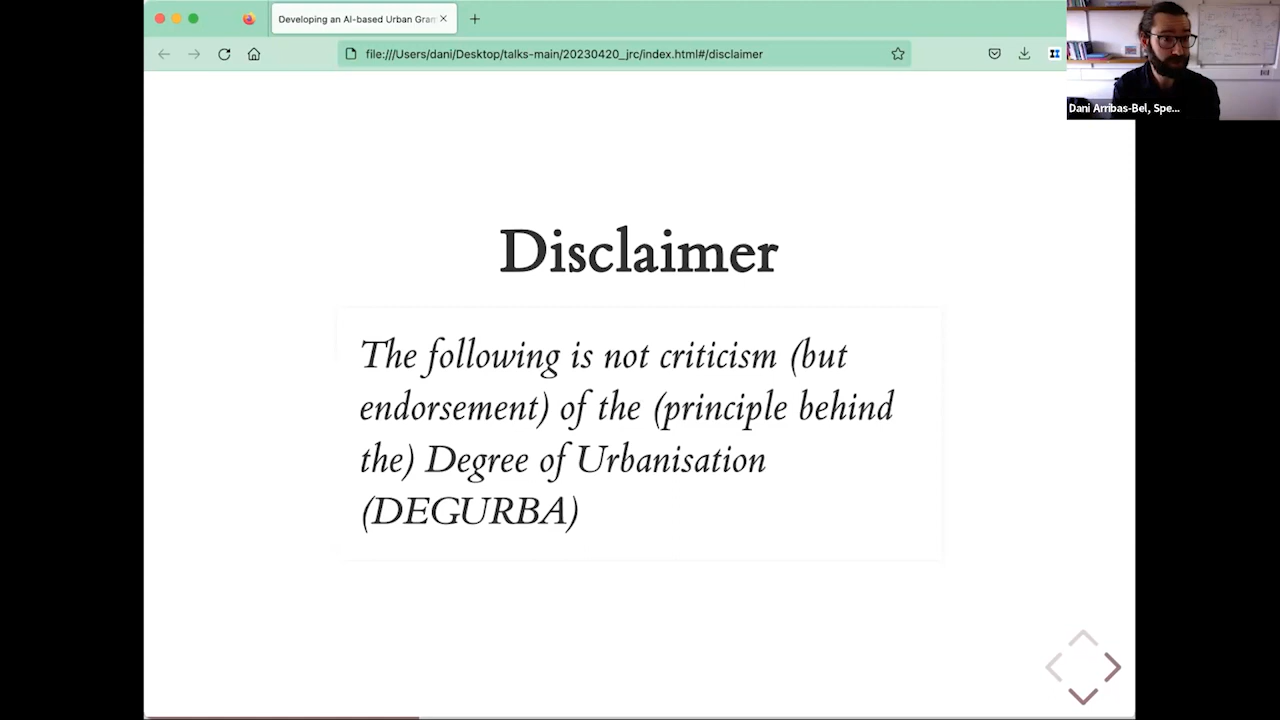 Developing an AI-based Urban Gran
file:///Users/dani/Desktop/talks-main/20230420_jrc/index.html#/disclaimer
Dani Arribas-Bel, Spe...
Disclaimer
The following is not criticism (but
endorsement) of the (principle behind
the) Degree of Urbanisation
(DEGURBA)